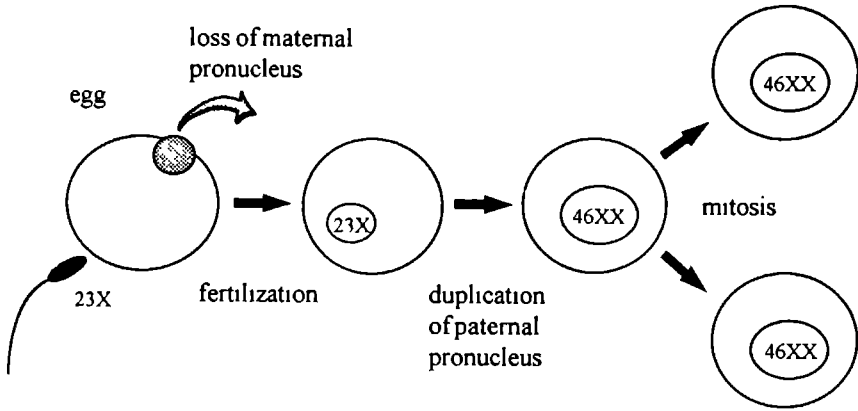 loss of maternal
pronucleus
egg
23X
fertilization
23X
duplication
of paternal
pronucleus
46XX
mitosis
46XX
46XX